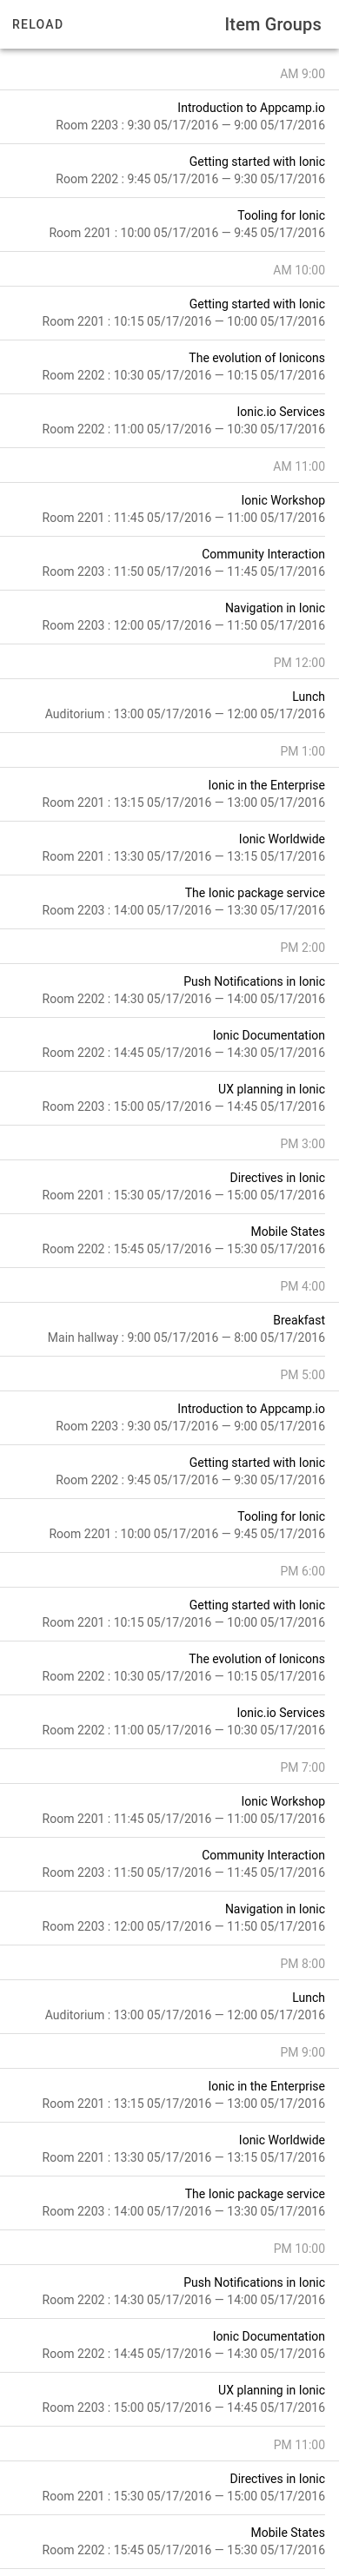 RELOAD
Item Groups
AM 9:00
Introduction to Appcamp.io
Room 2203 : 9:30 05/17/2016 — 9:00 05/17/2016
Getting started with Ionic
Room 2202 : 9:45 05/17/2016 — 9:30 05/17/2016
Tooling for Ionic
Room 2201 : 10:00 05/17/2016 — 9:45 05/17/2016
AM 10:00
Getting started with Ionic
Room 2201 : 10:15 05/17/2016 — 10:00 05/17/2016
The evolution of Ionicons
Room 2202 : 10:30 05/17/2016 — 10:15 05/17/2016
Ionic.io Services
Room 2202 : 11:00 05/17/2016 — 10:30 05/17/2016
AM 11:00
Ionic Workshop
Room 2201 : 11:45 05/17/2016 — 11:00 05/17/2016
Community Interaction
Room 2203 : 11:50 05/17/2016 — 11:45 05/17/2016
Navigation in Ionic
Room 2203 : 12:00 05/17/2016 — 11:50 05/17/2016
PM 12:00
Lunch
Auditorium : 13:00 05/17/2016 — 12:00 05/17/2016
PM 1:00
Ionic in the Enterprise
Room 2201 : 13:15 05/17/2016 — 13:00 05/17/2016
Ionic Worldwide
Room 2201 : 13:30 05/17/2016 — 13:15 05/17/2016
The Ionic package service
Room 2203 : 14:00 05/17/2016 — 13:30 05/17/2016
PM 2:00
Push Notifications in Ionic
Room 2202 : 14:30 05/17/2016 — 14:00 05/17/2016
Ionic Documentation
Room 2202 : 14:45 05/17/2016 — 14:30 05/17/2016
UX planning in Ionic
Room 2203 : 15:00 05/17/2016 — 14:45 05/17/2016
PM 3:00
Directives in Ionic
Room 2201 : 15:30 05/17/2016 — 15:00 05/17/2016
Mobile States
Room 2202 : 15:45 05/17/2016 — 15:30 05/17/2016
PM 4:00
Breakfast
Main hallway : 9:00 05/17/2016 — 8:00 05/17/2016
PM 5:00
Introduction to Appcamp.io
Room 2203 : 9:30 05/17/2016 — 9:00 05/17/2016
Getting started with Ionic
Room 2202 : 9:45 05/17/2016 — 9:30 05/17/2016
Tooling for Ionic
Room 2201 : 10:00 05/17/2016 — 9:45 05/17/2016
PM 6:00
Getting started with Ionic
Room 2201 : 10:15 05/17/2016 — 10:00 05/17/2016
The evolution of Ionicons
Room 2202 : 10:30 05/17/2016 — 10:15 05/17/2016
Ionic.io Services
Room 2202 : 11:00 05/17/2016 — 10:30 05/17/2016
PM 7:00
Ionic Workshop
Room 2201 : 11:45 05/17/2016 — 11:00 05/17/2016
Community Interaction
Room 2203 : 11:50 05/17/2016 — 11:45 05/17/2016
Navigation in Ionic
Room 2203 : 12:00 05/17/2016 — 11:50 05/17/2016
PM 8:00
Lunch
Auditorium : 13:00 05/17/2016 — 12:00 05/17/2016
PM 9:00
Ionic in the Enterprise
Room 2201 : 13:15 05/17/2016 — 13:00 05/17/2016
Ionic Worldwide
Room 2201 : 13:30 05/17/2016 — 13:15 05/17/2016
The Ionic package service
Room 2203 : 14:00 05/17/2016 — 13:30 05/17/2016
PM 10:00
Push Notifications in Ionic
Room 2202 : 14:30 05/17/2016 — 14:00 05/17/2016
Ionic Documentation
Room 2202 : 14:45 05/17/2016 — 14:30 05/17/2016
UX planning in Ionic
Room 2203 : 15:00 05/17/2016 — 14:45 05/17/2016
PM 11:00
Directives in Ionic
Room 2201 : 15:30 05/17/2016 — 15:00 05/17/2016
Mobile States
Room 2202 : 15:45 05/17/2016 — 15:30 05/17/2016